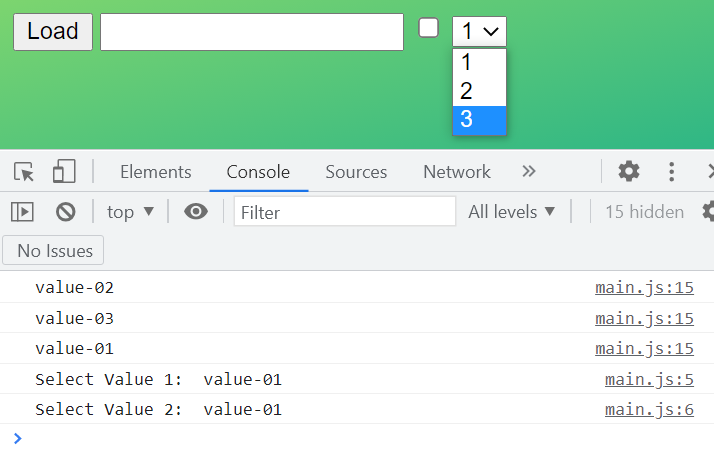 Load 1
1
2
3
Elements Console Sources Network
top Filter All levels 15 hidden
No Issues
value-02 main.js:15
value-03 main.js:15
value-01 main.js:15
Select Value 1:  value-01 main.js:5
Select Value 2:  value-01 main.js:6